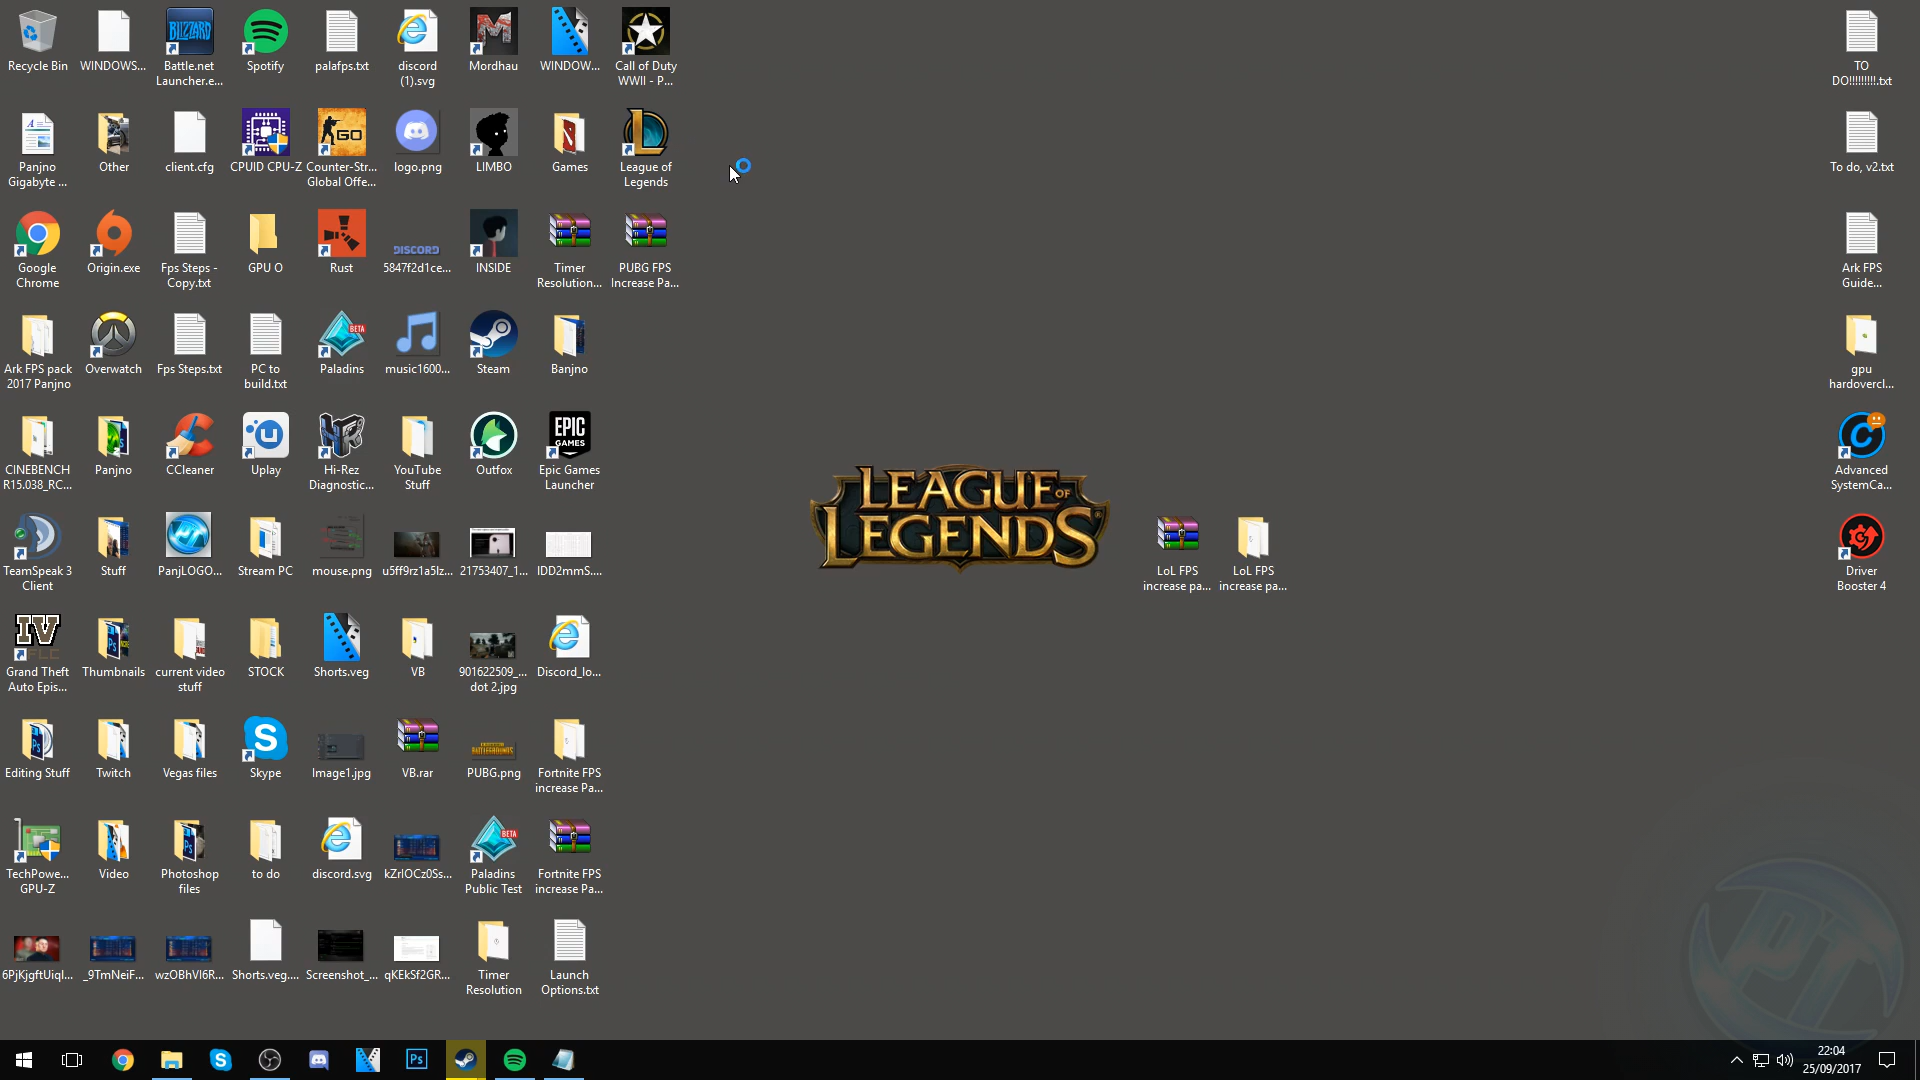 Recycle Bin
WINDOWS...
Battle.net
Launcher.e...
Spotify
palafps.txt
discord
(1).svg
Mordhau
WINDOW...
Call of Duty
WWII - P...
TO
DO!!!!!!!!!.txt
Panjno
Gigabyte ...
Other
client.cfg
CPUID CPU-Z
Counter-Str...
Global Offe...
logo.png
LIMBO
Games
League of
Legends
To do, v2.txt
Google
Chrome
Origin.exe
Fps Steps -
Copy.txt
GPU O
Rust
DISCORD
5847f2d1ce...
INSIDE
Timer
Resolution...
PUBG FPS
Increase Pa...
Ark FPS
Guide...
Ark FPS pack
2017 Panjno
Overwatch
Fps Steps.txt
PC to
build.txt
BETA
Paladins
music1600...
Steam
Banjno
gpu
hardovercl...
CINEBENCH
R15.038_RC...
Panjno
CCleaner
Uplay
Hi-Rez
Diagnostic...
YouTube
Stuff
Outfox
EPIC
GAMES
Epic Games
Launcher
Advanced
SystemCa...
LEAGUE OF
LEGENDS
TeamSpeak 3
Client
Stuff
PanjLOGO...
Stream PC
mouse.png
u5ff9rz1a5lz...
21753407_1...
IDD2mmS....
LoL FPS
increase pa...
LoL FPS
increase pa...
Driver
Booster 4
IV
Grand Theft
Auto Epis...
Thumbnails
current video
stuff
STOCK
Shorts.veg
VB
901622509_...
dot 2.jpg
Discord_lo...
Editing Stuff
Twitch
Vegas files
Skype
Image1.jpg
VB.rar
BATTLEGROUNDS
PUBG.png
Fortnite FPS
increase Pa...
TechPowe...
GPU-Z
Video
Photoshop
files
to do
discord.svg
kZrlOCz0Ss...
BETA
Paladins
Public Test
Fortnite FPS
increase Pa...
6PjKjgftUiql...
_9TmNeiF...
wzOBhVl6R...
Shorts.veg....
Screenshot_...
qKEkSf2GR...
Timer
Resolution
Launch
Options.txt
22:04
25/09/2017